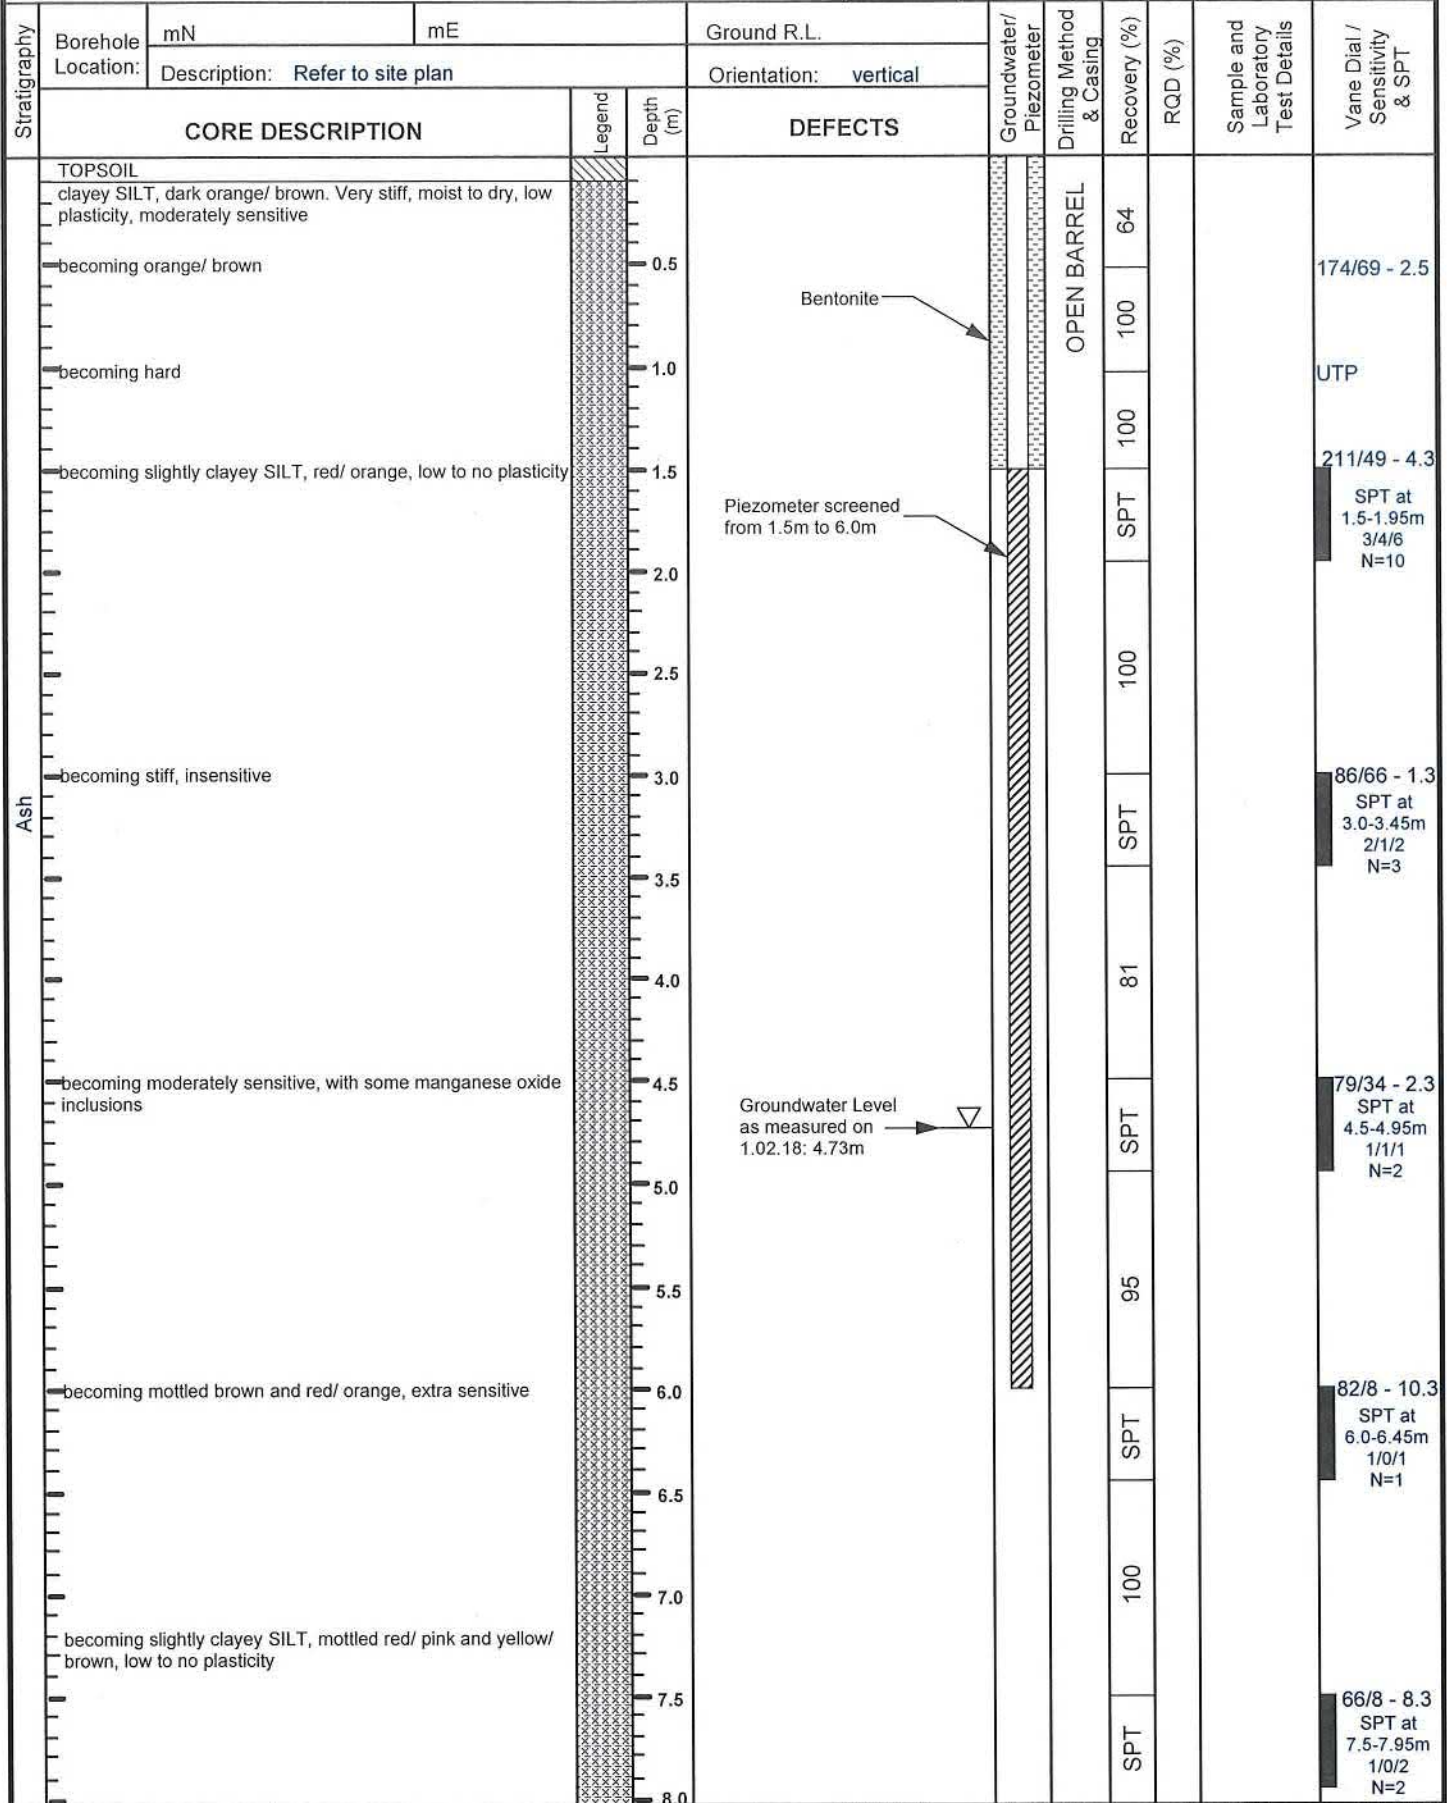 Stratigraphy
Borehole
Location:
mN
mE
Description: Refer to site plan
Ground R.L.
Orientation: vertical
Groundwater/
Piezometer
Drilling Method
& Casing
Recovery (%)
RQD (%)
Sample and
Laboratory
Test Details
Vane Dial /
Sensitivity
& SPT
CORE DESCRIPTION
Legend
Depth
(m)
DEFECTS
TOPSOIL
clayey SILT, dark orange/ brown. Very stiff, moist to dry, low
plasticity, moderately sensitive
becoming orange/ brown
becoming hard
becoming slightly clayey SILT, red/ orange, low to no plasticity
becoming stiff, insensitive
Ash
becoming moderately sensitive, with some manganese oxide
inclusions
becoming mottled brown and red/ orange, extra sensitive
becoming slightly clayey SILT, mottled red/ pink and yellow/
brown, low to no plasticity
0.5
1.0
1.5
2.0
2.5
3.0
3.5
4.0
4.5
5.0
5.5
6.0
6.5
7.0
7.5
8.0
Bentonite
Piezometer screened
from 1.5m to 6.0m
Groundwater Level
as measured on
1.02.18: 4.73m
OPEN BARREL
64
100
100
SPT
100
SPT
81
SPT
95
SPT
100
SPT
174/69 - 2.5
UTP
211/49 - 4.3
SPT at
1.5-1.95m
3/4/6
N=10
86/66 - 1.3
SPT at
3.0-3.45m
2/1/2
N=3
79/34 - 2.3
SPT at
4.5-4.95m
1/1/1
N=2
82/8 - 10.3
SPT at
6.0-6.45m
1/0/1
N=1
66/8 - 8.3
SPT at
7.5-7.95m
1/0/2
N=2